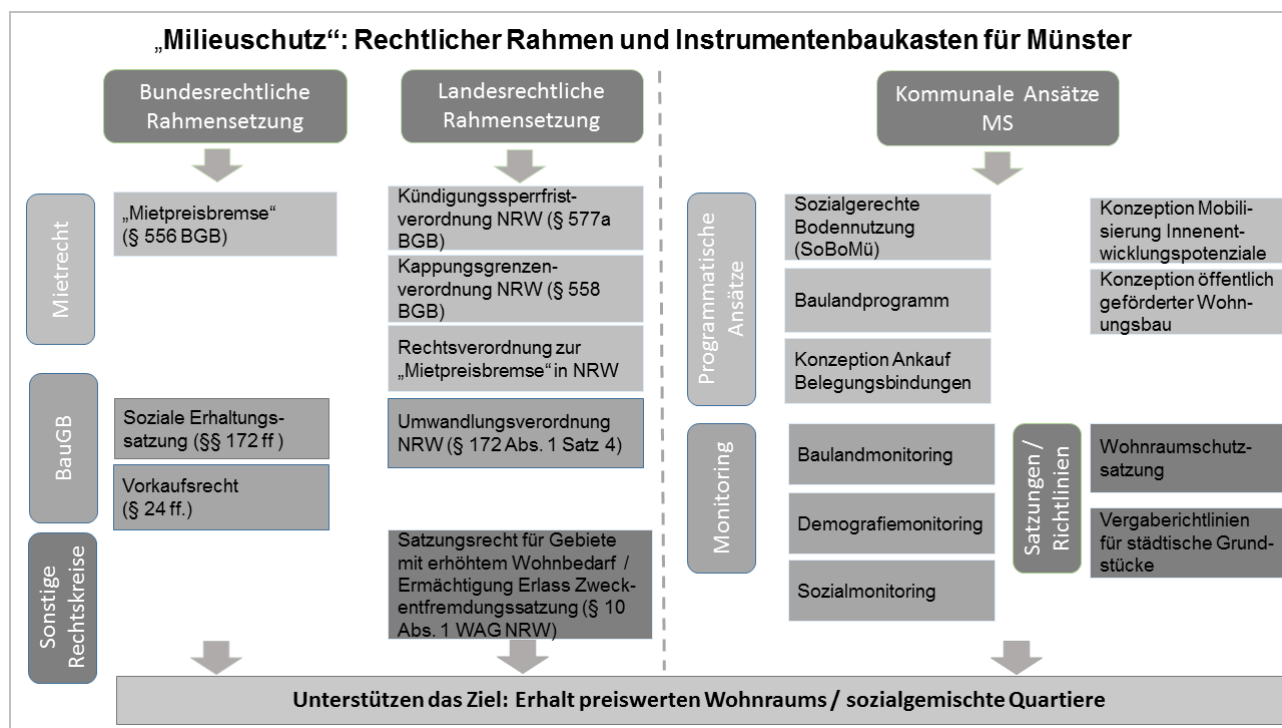 „Milieuschutz“: Rechtlicher Rahmen und Instrumentenbaukasten für Münster
Bundesrechtliche
Rahmensetzung
Landesrechtliche
Rahmensetzung
Kommunale Ansätze
MS
Mietrecht
„Mietpreisbremse“
(§ 556 BGB)
Kündigungssperrfrist-
verordnung NRW (§ 577a
BGB)
Kappungsgrenzen-
verordnung NRW (§ 558
BGB)
Rechtsverordnung zur
„Mietpreisbremse“ in NRW
BauGB
Soziale Erhaltungs-
satzung (§§ 172 ff )
Vorkaufsrecht
(§ 24 ff.)
Umwandlungsverordnung
NRW (§ 172 Abs. 1 Satz 4)
Sonstige
Rechtskreise
Satzungsrecht für Gebiete
mit erhöhtem Wohnbedarf /
Ermächtigung Erlass Zweck-
entfremdungssatzung (§ 10
Abs. 1 WAG NRW)
Programmatische
Ansätze
Sozialgerechte
Bodennutzung
(SoBoMü)
Baulandprogramm
Konzeption Ankauf
Belegungsbindungen
Konzeption Mobili-
sierung Innenent-
wicklungspotenziale
Konzeption öffentlich
geförderter Wohn-
ungsbau
Monitoring
Baulandmonitoring
Demografiemonitoring
Sozialmonitoring
Satzungen /
Richtlinien
Wohnraumschutz-
satzung
Vergaberichtlinien
für städtische Grund-
stücke
Unterstützen das Ziel: Erhalt preiswerten Wohnraums / sozialgemischte Quartiere